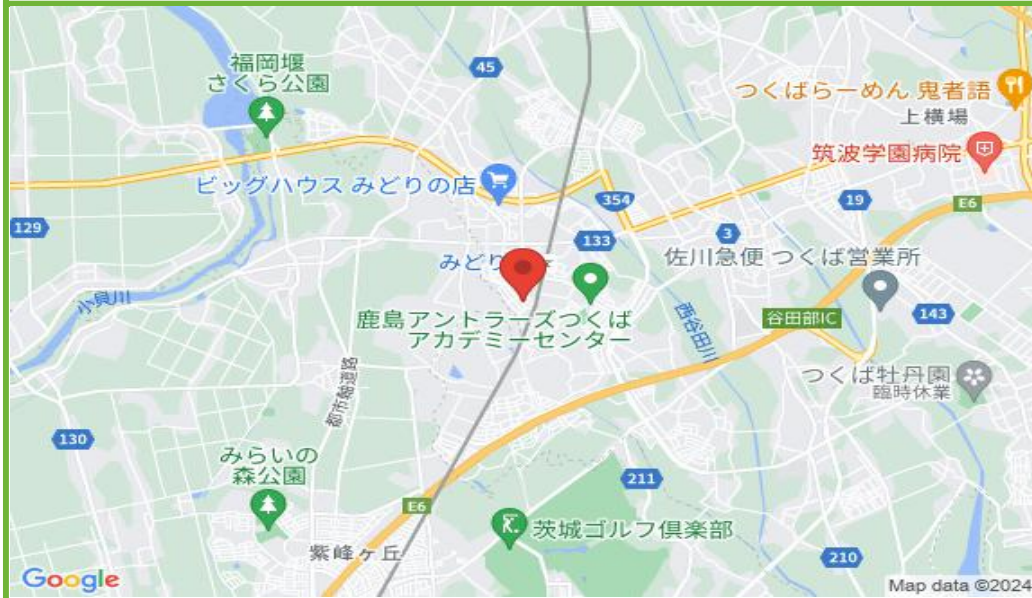 福岡堰
さくら公園
45
つくばらーめん 鬼者語
上横場
筑波学園病院
ビッグハウス みどりの店
354
19
E6
129
133
3
みどり
佐川急便 つくば営業所
小貝川
鹿島アントラーズつくば
アカデミーセンター
西谷田川
谷田部IC
143
都市軸道路
つくば牡丹園
臨時休業
130
みらいの
森公園
211
E6
茨城ゴルフ倶楽部
紫峰ヶ丘
210
Google
Map data ©2024